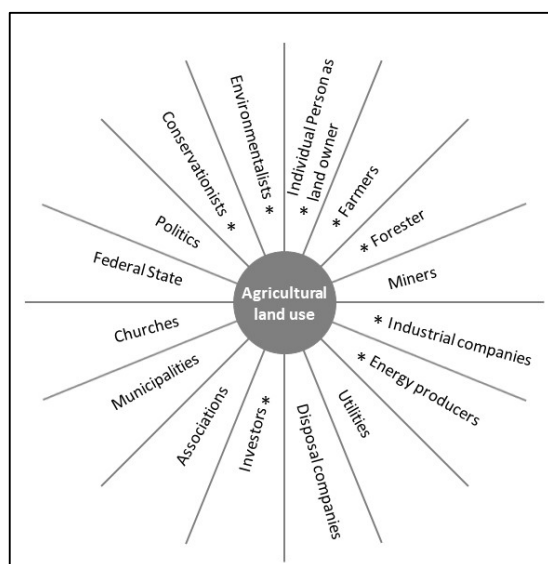 Agricultural
land use
Environmentalists *
* Individual Person as
land owner
* Farmers
* Forester
Miners
* Industrial companies
* Energy producers
Utilities
Disposal companies
Investors *
Associations
Municipalities
Churches
Federal State
Politics
Conservationists *